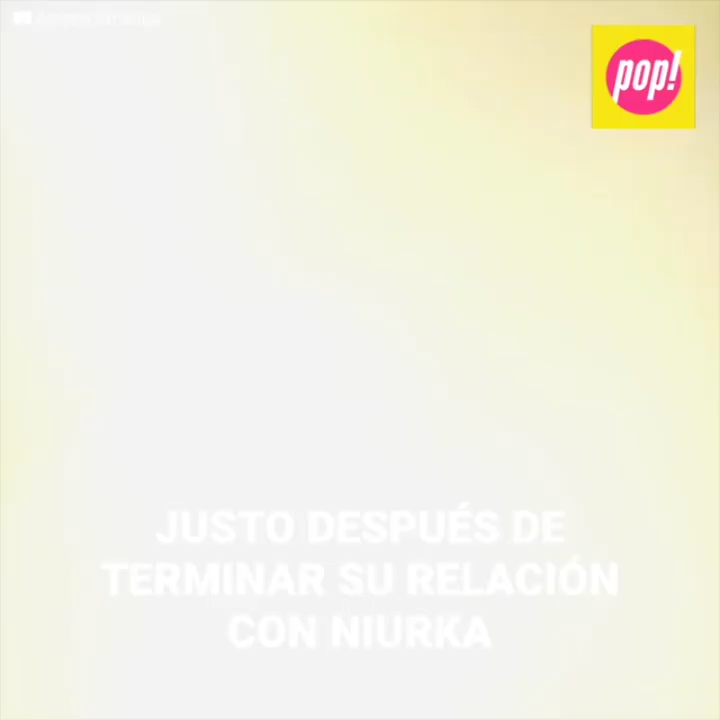 pop!
JUSTO DESPUÉS DE
TERMINAR SU RELACIÓN
CON NIURKA